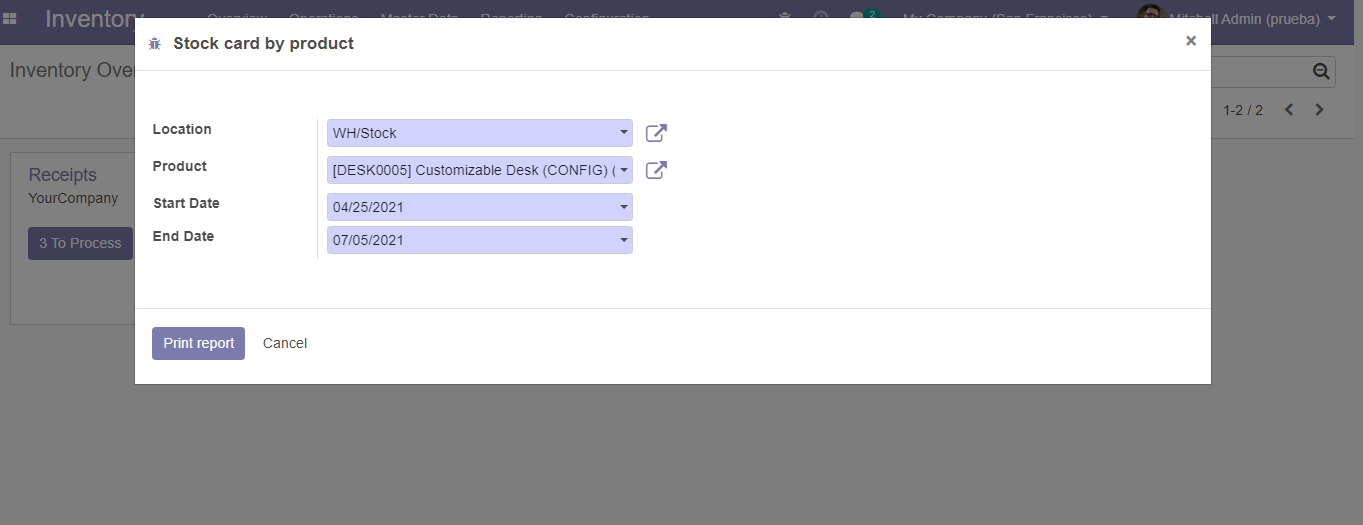 Inventory Overview Operations Master Data Reporting Configuration 2 My Company (San Francisco) Mitchell Admin (prueba)
Stock card by product ×
Inventory Ove
1-2 / 2
Location WH/Stock
Product [DESK0005] Customizable Desk (CONFIG) (
Receipts
YourCompany
Start Date 04/25/2021
End Date 07/05/2021
3 To Process
Print report Cancel